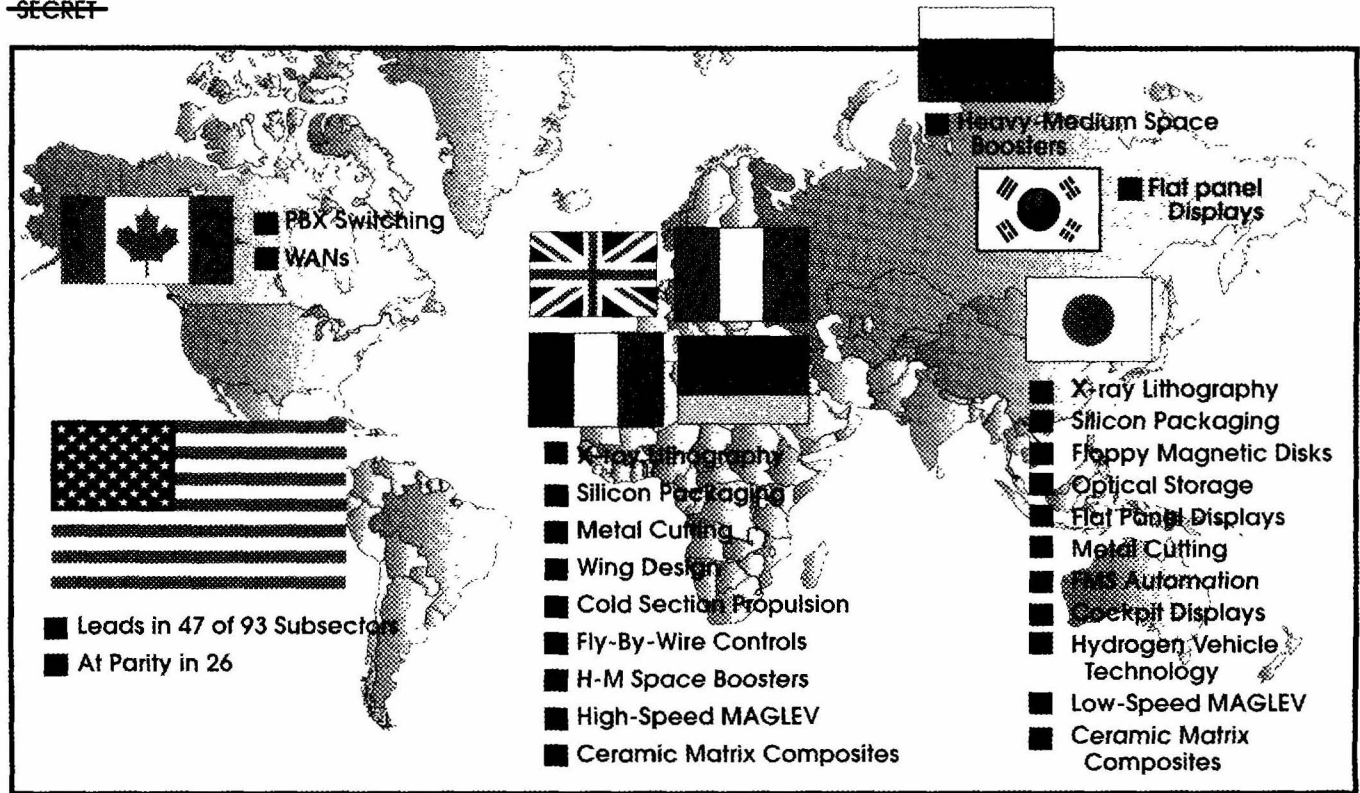 SECRET
Heavy-Medium Space
Boosters
Flat panel
Displays
PBX Switching
WANs
Leads in 47 of 93 Subsectors
At Parity in 26
X-ray Lithography
Silicon Packaging
Metal Cutting
Wing Design
Cold Section Propulsion
Fly-By-Wire Controls
H-M Space Boosters
High-Speed MAGLEV
Ceramic Matrix Composites
X-ray Lithography
Silicon Packaging
Floppy Magnetic Disks
Optical Storage
Flat Panel Displays
Metal Cutting
FMS Automation
Cockpit Displays
Hydrogen Vehicle
Technology
Low-Speed MAGLEV
Ceramic Matrix
Composites